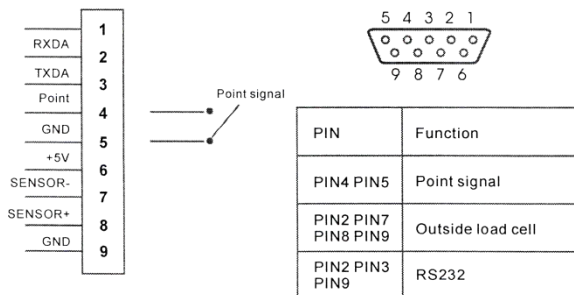 5 4 3 2 1
9 8 7 6
1
RXDA
2
TXDA
3
Point
4
GND
5
+5V
6
SENSOR-
7
SENSOR+
8
GND
9
Point signal
PIN Function
PIN4 PIN5 Point signal
PIN2 PIN7
PIN8 PIN9 Outside load cell
PIN2 PIN3
PIN9 RS232